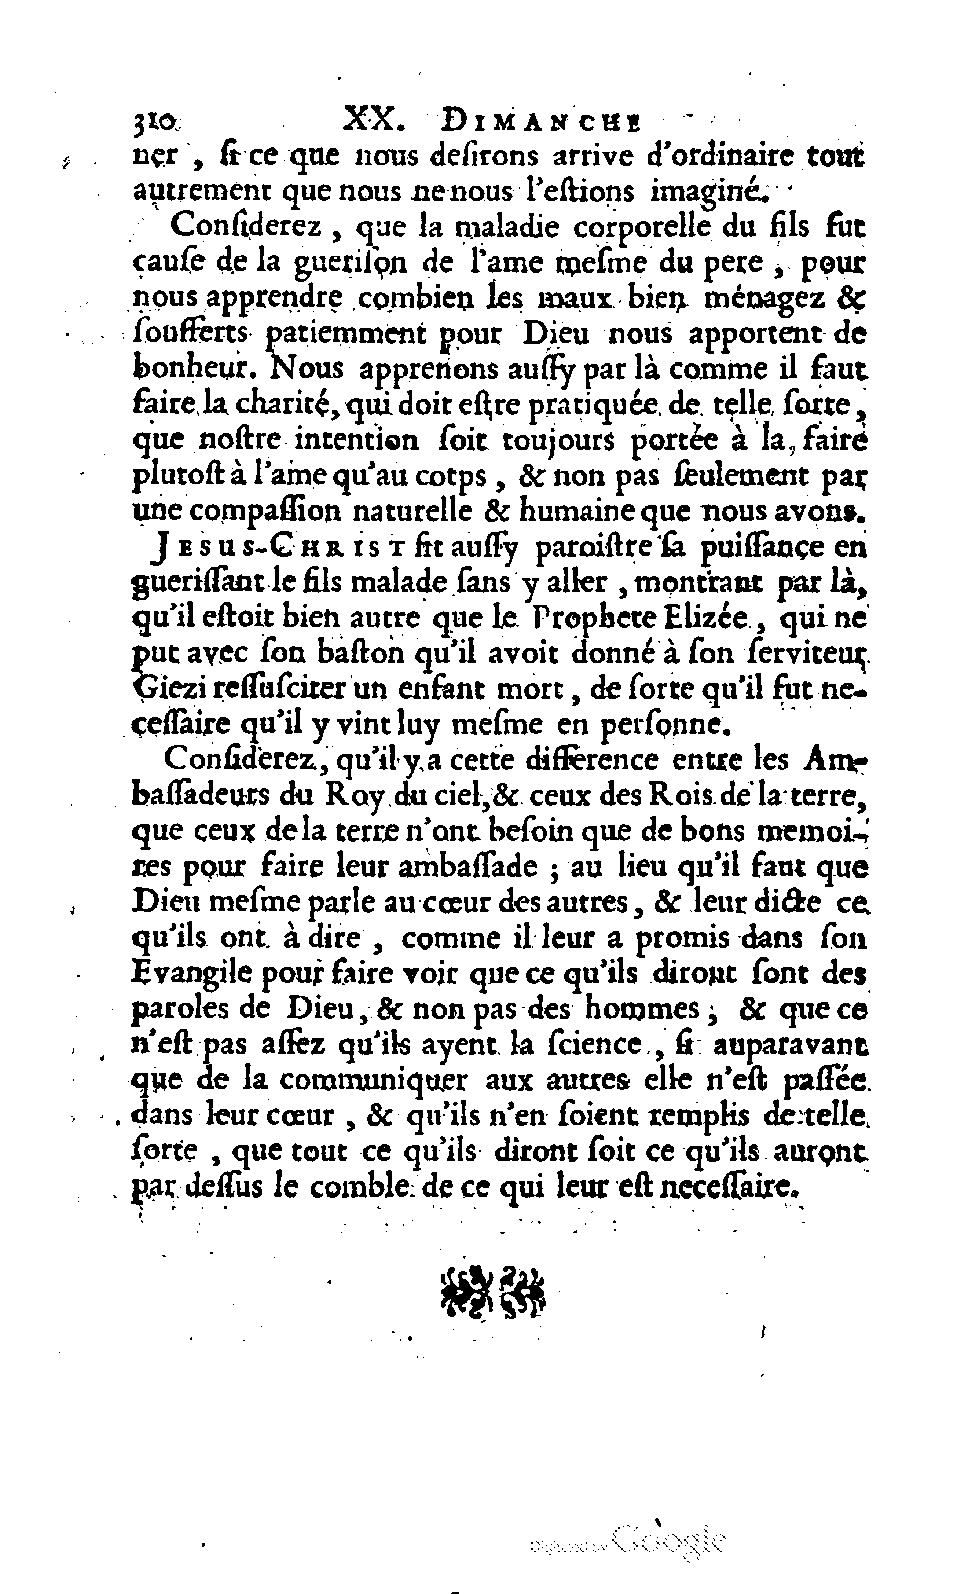 310 XX. DIMANCHE
ner, ſi ce que nous deſirons arrive d'ordinaire tout
autrement que nous ne nous l'eſtions imaginé.
Conſiderez, que la maladie corporelle du fils fut
cauſe de la gueriſon de l'ame meſme du pere, pour
nous apprendre combien les maux bien ménagez &
ſoufferts patiemment pour Dieu nous apportent de
bonheur. Nous apprenons auſſy par là comme il faut
faire la charité, qui doit eſtre pratiquée de telle ſorte,
que noſtre intention ſoit toujours portée à la faire
plutoſt à l'ame qu'au corps, & non pas ſeulement par
une compaſſion naturelle & humaine que nous avons.
JESUS-CHRIST fit auſſy paroiſtre ſa puiſſance en
gueriſſant le fils malade ſans y aller, montrant par là,
qu'il eſtoit bien autre que le Prophete Elizée, qui ne
put avec ſon baſton qu'il avoit donné à ſon ſerviteur
Giezi reſſuſciter un enfant mort, de ſorte qu'il fut ne-
ceſſaire qu'il y vint luy meſme en perſonne.
Conſiderez, qu'il y a cette difference entre les Am-
baſſadeurs du Roy du ciel, & ceux des Rois de la terre,
que ceux de la terre n'ont beſoin que de bons memoi-
res pour faire leur ambaſſade ; au lieu qu'il faut que
Dieu meſme parle au cœur des autres, & leur dicte ce
qu'ils ont à dire, comme il leur a promis dans ſon
Evangile pour faire voir que ce qu'ils diront ſont des
paroles de Dieu, & non pas des hommes ; & que ce
n'eſt pas aſſez qu'ils ayent la ſcience, ſi auparavant
que de la communiquer aux autres elle n'eſt paſſée
dans leur cœur, & qu'ils n'en ſoient remplis de telle
ſorte, que tout ce qu'ils diront ſoit ce qu'ils auront
par deſſus le comble de ce qui leur eſt neceſſaire.
Google